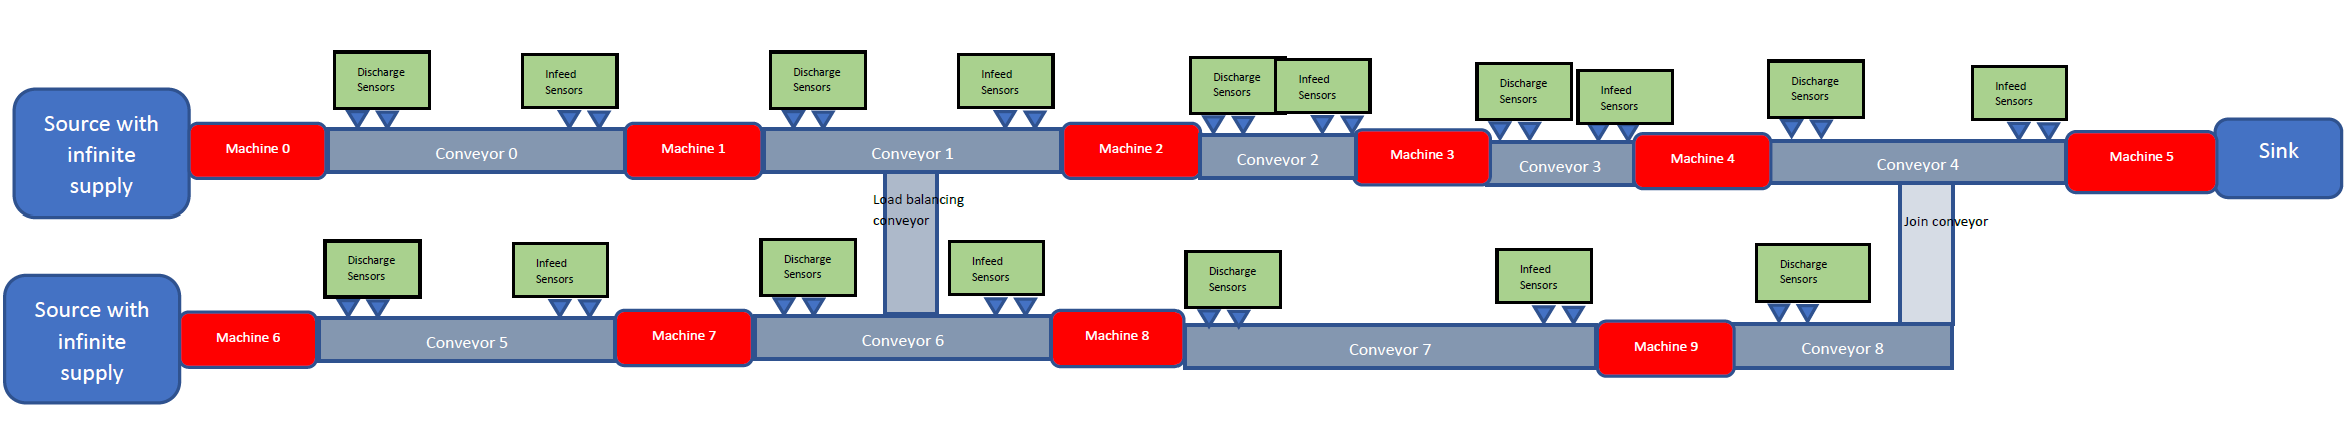 Discharge
Sensors
Infeed
Sensors
Discharge
Sensors
Infeed
Sensors
Discharge
Sensors
Infeed
Sensors
Discharge
Sensors
Infeed
Sensors
Discharge
Sensors
Infeed
Sensors
Source with
infinite
supply
Machine 0
Conveyor 0
Machine 1
Conveyor 1
Machine 2
Conveyor 2
Machine 3
Conveyor 3
Machine 4
Conveyor 4
Machine 5
Sink
Load balancing
conveyor
Join conveyor
Discharge
Sensors
Infeed
Sensors
Discharge
Sensors
Infeed
Sensors
Discharge
Sensors
Infeed
Sensors
Discharge
Sensors
Source with
infinite
supply
Machine 6
Conveyor 5
Machine 7
Conveyor 6
Machine 8
Conveyor 7
Machine 9
Conveyor 8